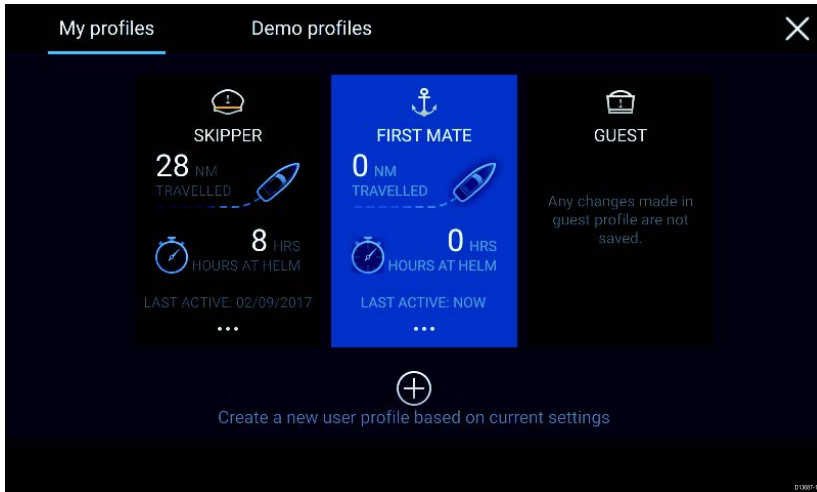 My profiles Demo profiles
SKIPPER
28 NM
TRAVELLED
8 HRS
HOURS AT HELM
LAST ACTIVE: 02/09/2017
FIRST MATE
0 NM
TRAVELLED
0 HRS
HOURS AT HELM
LAST ACTIVE: NOW
GUEST
Any changes made in
guest profile are not
saved.
Create a new user profile based on current settings
D13687-1